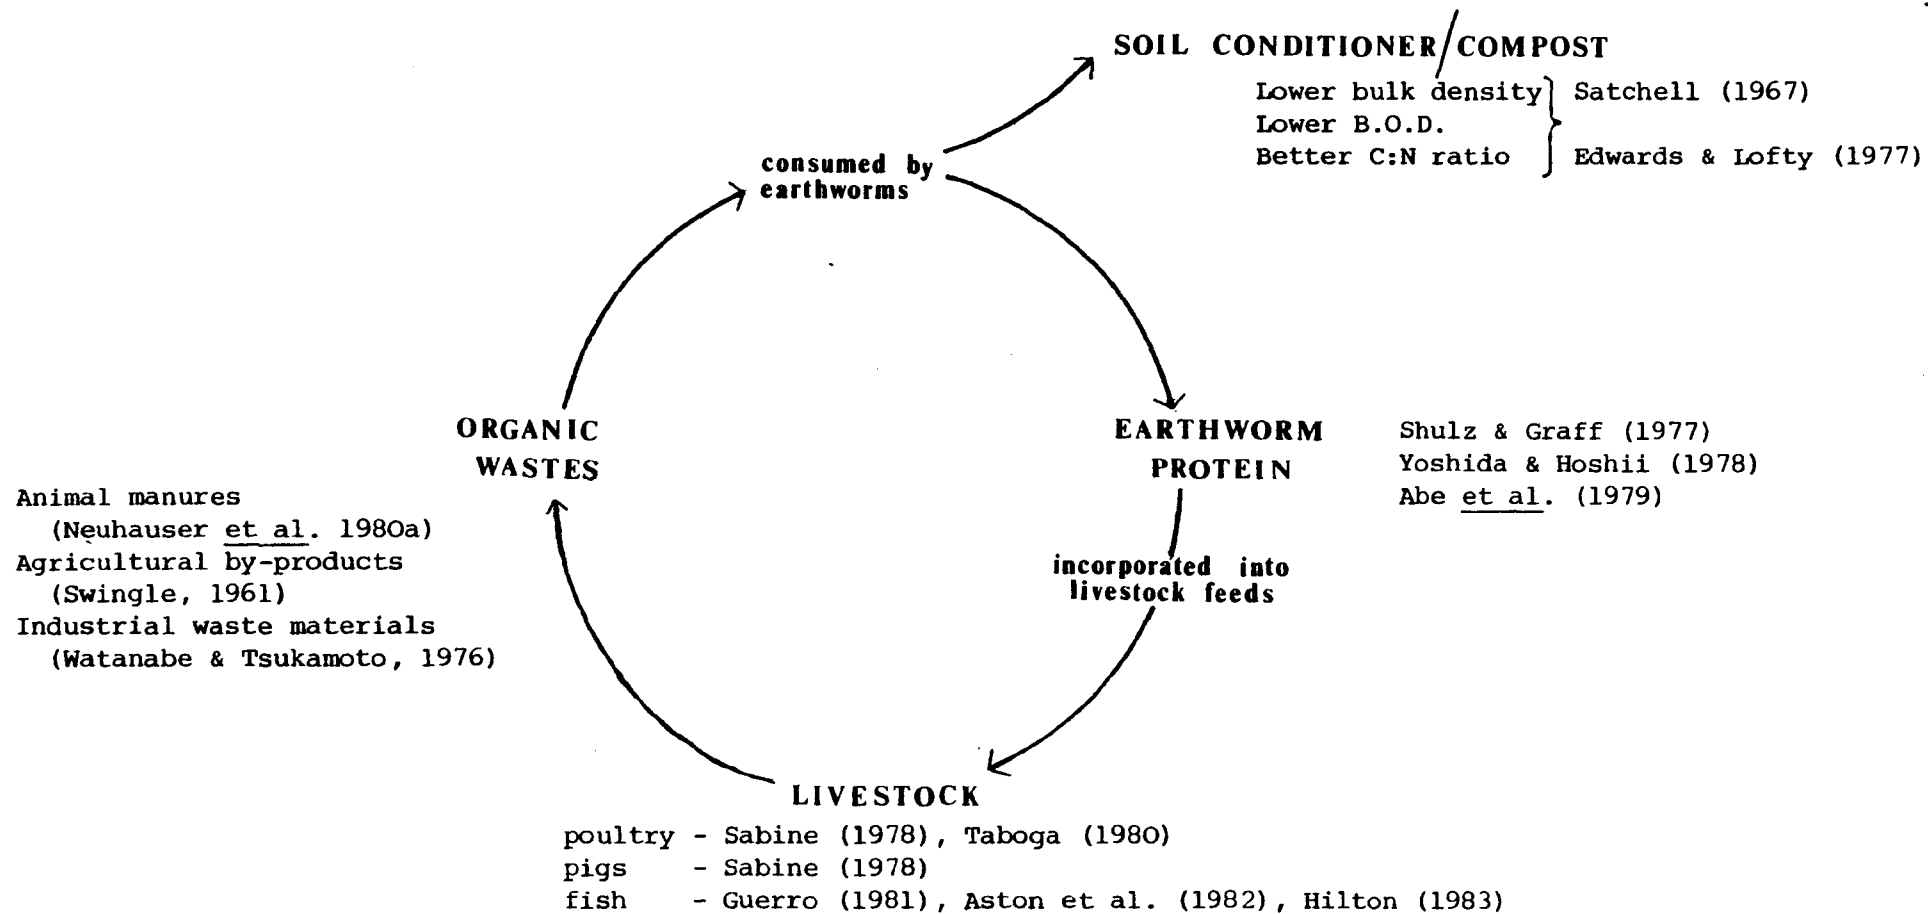 SOIL CONDITIONER/COMPOST
Lower bulk density } Satchell (1967)
Lower B.O.D.
Better C:N ratio } Edwards & Lofty (1977)
consumed by
earthworms
ORGANIC
WASTES
Animal manures
(Neuhauser et al. 1980a)
Agricultural by-products
(Swingle, 1961)
Industrial waste materials
(Watanabe & Tsukamoto, 1976)
EARTHWORM
PROTEIN
Shulz & Graff (1977)
Yoshida & Hoshii (1978)
Abe et al. (1979)
incorporated into
livestock feeds
LIVESTOCK
poultry - Sabine (1978), Taboga (1980)
pigs - Sabine (1978)
fish - Guerro (1981), Aston et al. (1982), Hilton (1983)